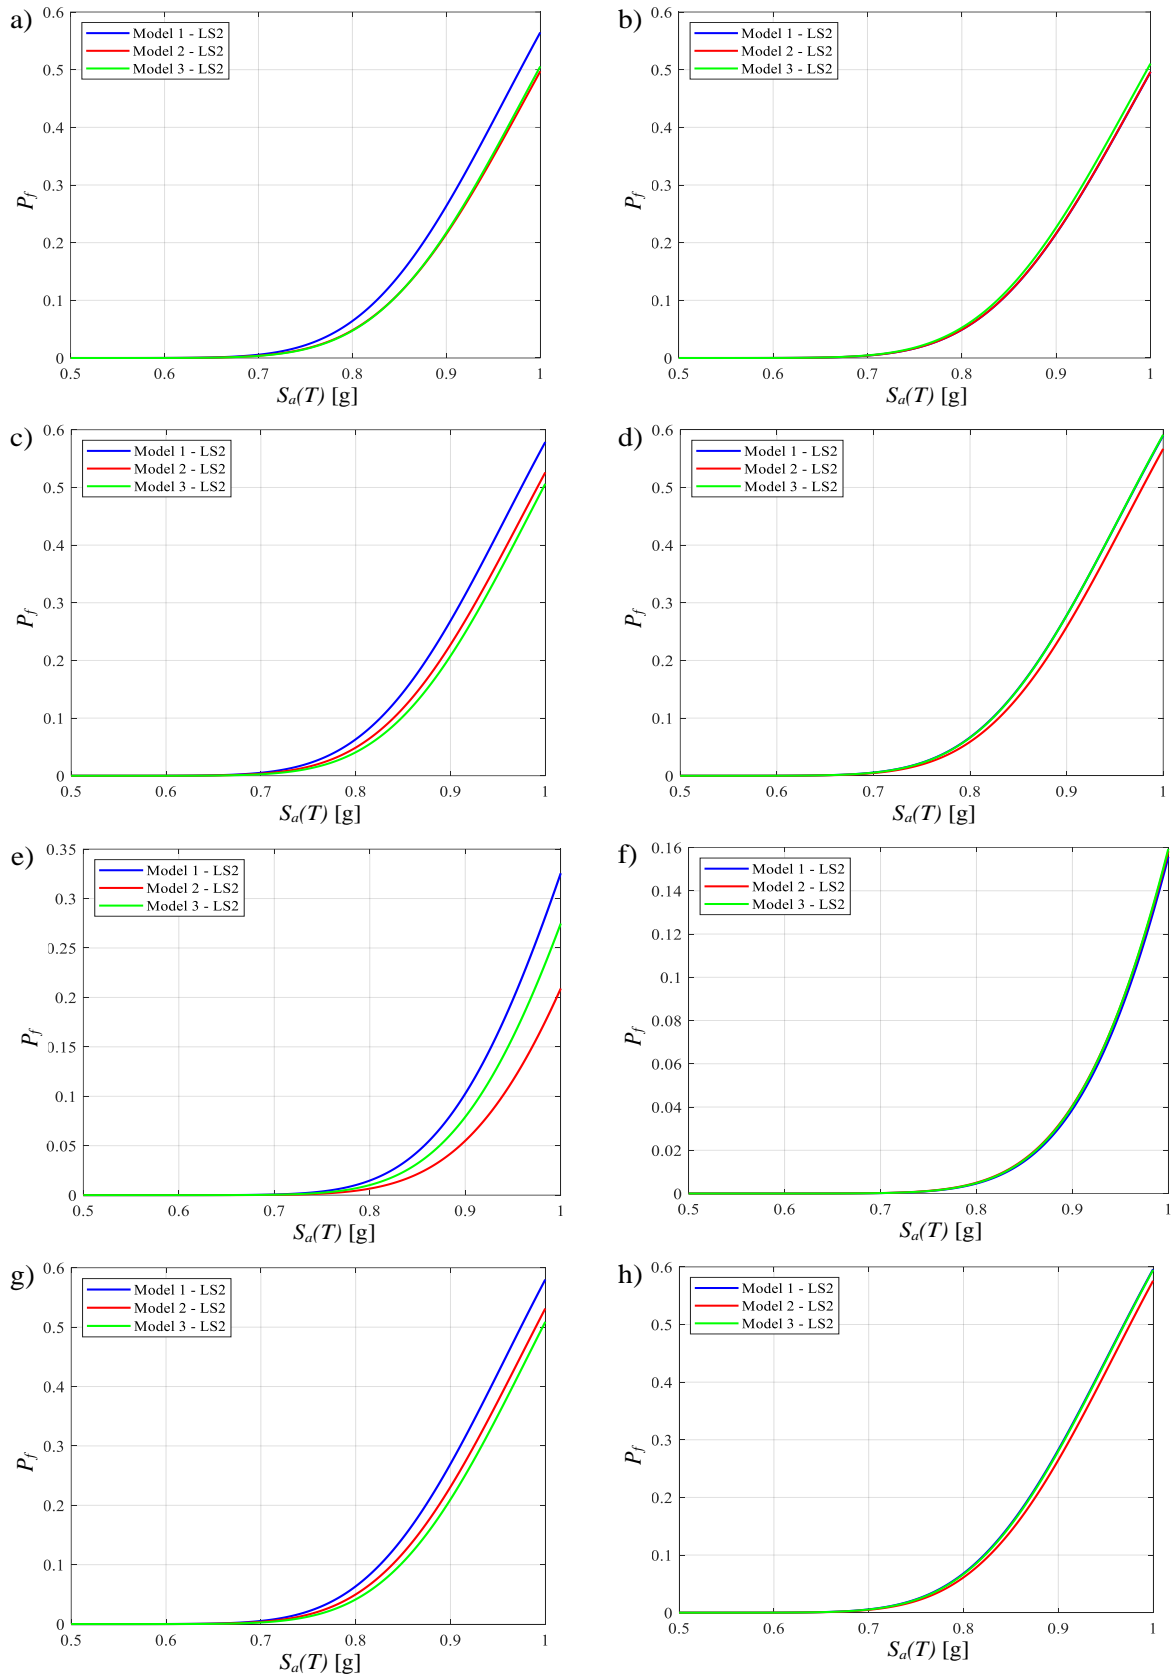 a)
0.6
0.5
0.4
0.3
0.2
0.1
0
P_f
Model 1 - LS2
Model 2 - LS2
Model 3 - LS2
0.5 0.6 0.7 0.8 0.9 1
S_a(T) [g]
b)
0.6
0.5
0.4
0.3
0.2
0.1
0
P_f
Model 1 - LS2
Model 2 - LS2
Model 3 - LS2
0.5 0.6 0.7 0.8 0.9 1
S_a(T) [g]
c)
0.6
0.5
0.4
0.3
0.2
0.1
0
P_f
Model 1 - LS2
Model 2 - LS2
Model 3 - LS2
0.5 0.6 0.7 0.8 0.9 1
S_a(T) [g]
d)
0.6
0.5
0.4
0.3
0.2
0.1
0
P_f
Model 1 - LS2
Model 2 - LS2
Model 3 - LS2
0.5 0.6 0.7 0.8 0.9 1
S_a(T) [g]
e)
0.35
0.3
0.25
0.2
0.15
0.1
0.05
0
P_f
Model 1 - LS2
Model 2 - LS2
Model 3 - LS2
0.5 0.6 0.7 0.8 0.9 1
S_a(T) [g]
f)
0.16
0.14
0.12
0.1
0.08
0.06
0.04
0.02
0
P_f
Model 1 - LS2
Model 2 - LS2
Model 3 - LS2
0.5 0.6 0.7 0.8 0.9 1
S_a(T) [g]
g)
0.6
0.5
0.4
0.3
0.2
0.1
0
P_f
Model 1 - LS2
Model 2 - LS2
Model 3 - LS2
0.5 0.6 0.7 0.8 0.9 1
S_a(T) [g]
h)
0.6
0.5
0.4
0.3
0.2
0.1
0
P_f
Model 1 - LS2
Model 2 - LS2
Model 3 - LS2
0.5 0.6 0.7 0.8 0.9 1
S_a(T) [g]